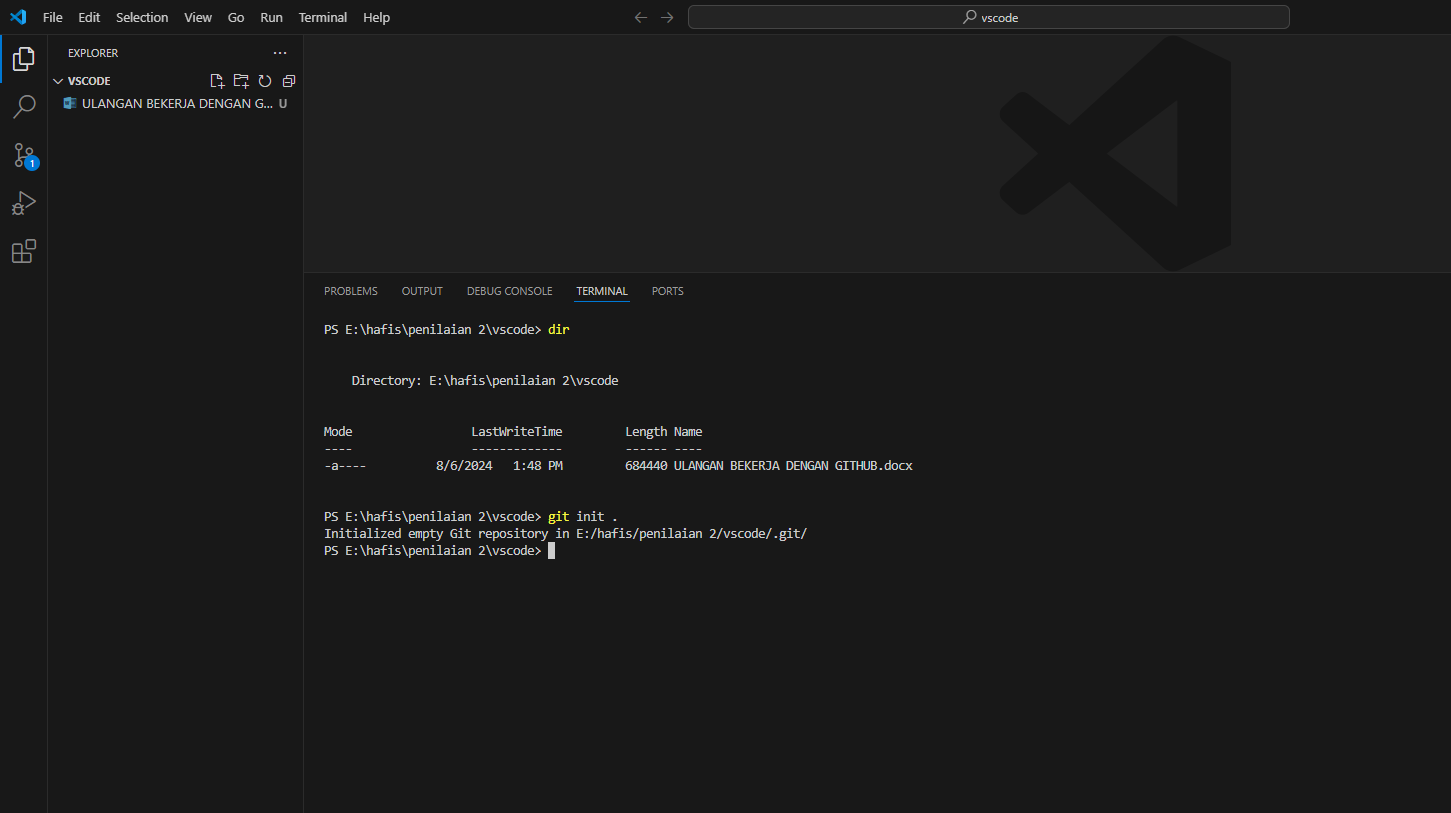 File Edit Selection View Go Run Terminal Help
vscode
EXPLORER
VSCODE
ULANGAN BEKERJA DENGAN G... U
1
PROBLEMS OUTPUT DEBUG CONSOLE TERMINAL PORTS
PS E:\hafis\penilaian 2\vscode> dir
Directory: E:\hafis\penilaian 2\vscode
Mode LastWriteTime Length Name
---- ------------- ------ ----
-a---- 8/6/2024 1:48 PM 684440 ULANGAN BEKERJA DENGAN GITHUB.docx
PS E:\hafis\penilaian 2\vscode> git init .
Initialized empty Git repository in E:/hafis/penilaian 2/vscode/.git/
PS E:\hafis\penilaian 2\vscode>